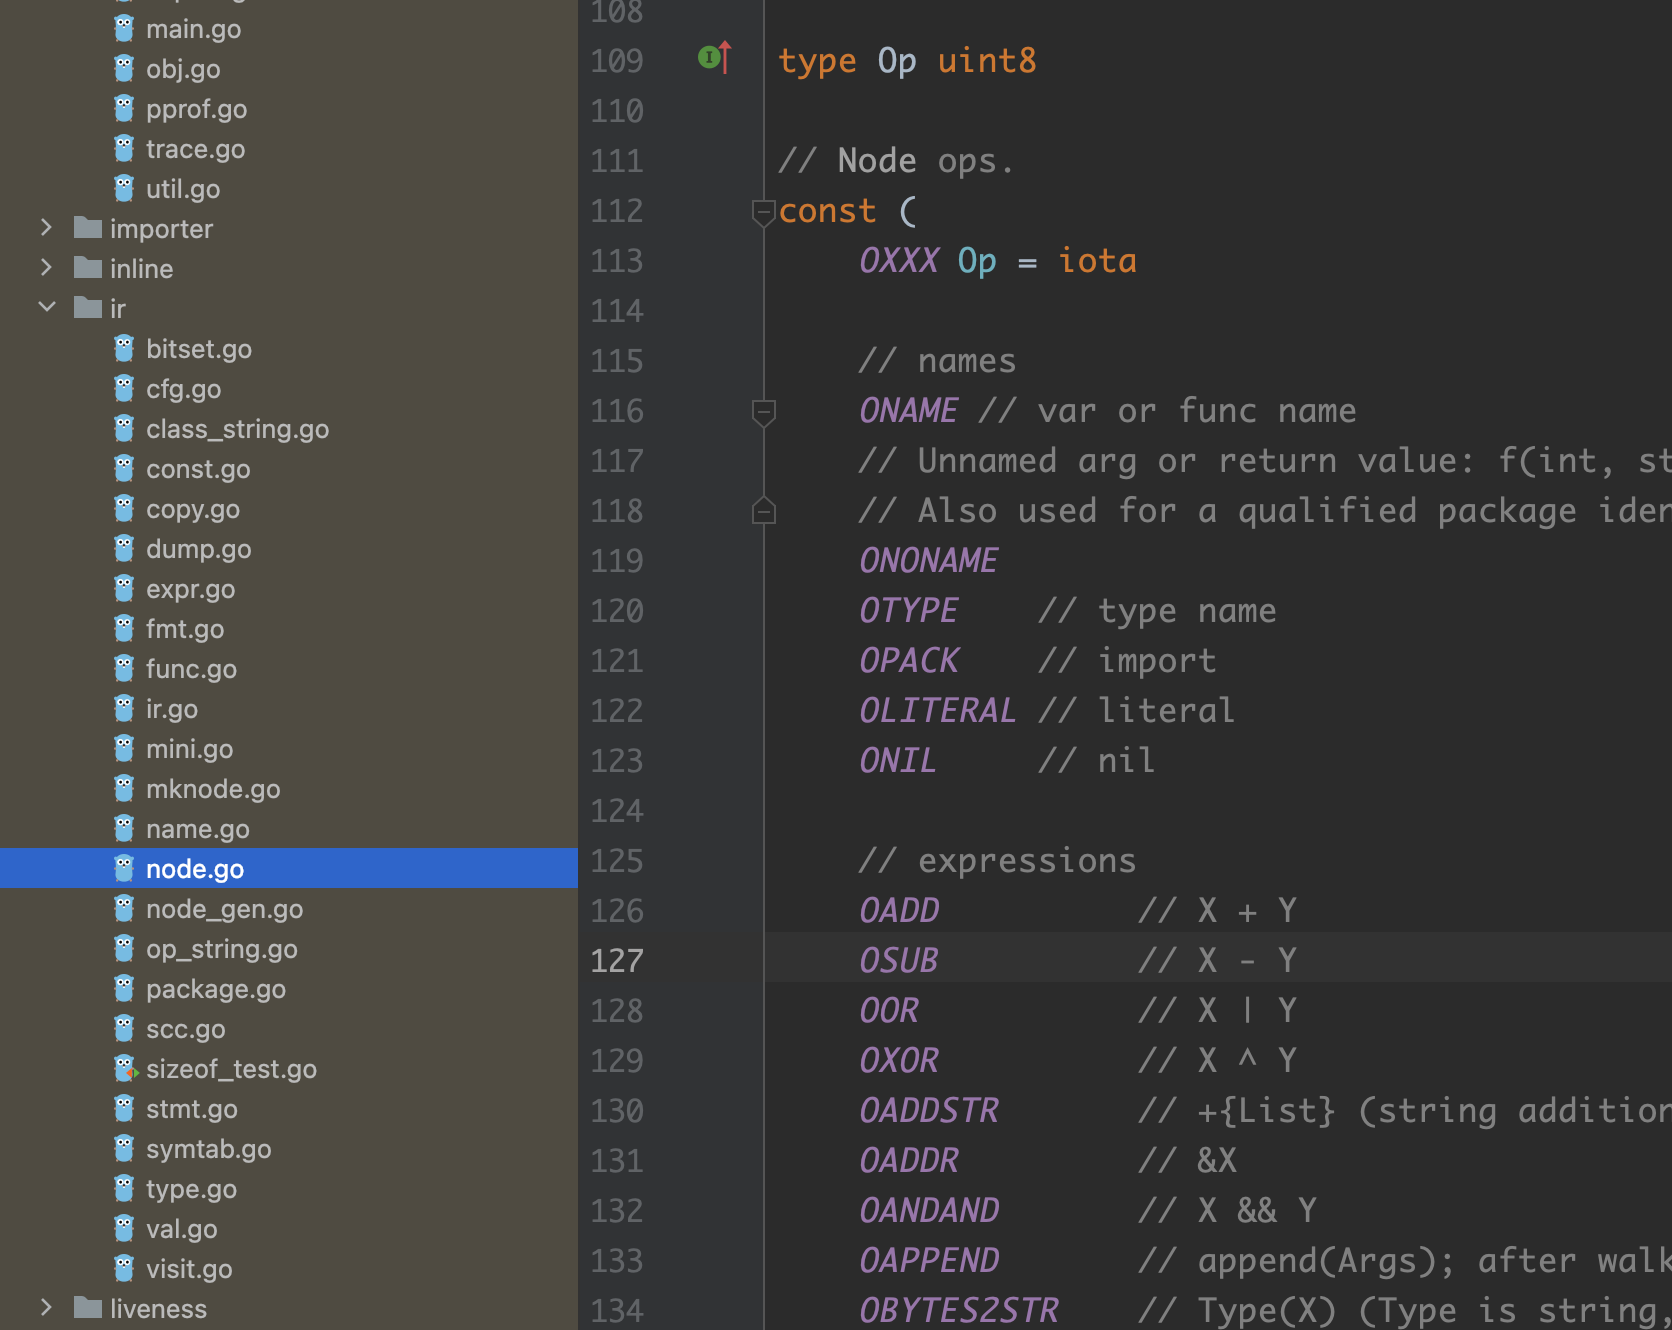 main.go
obj.go
pprof.go
trace.go
util.go
importer
inline
ir
bitset.go
cfg.go
class_string.go
const.go
copy.go
dump.go
expr.go
fmt.go
func.go
ir.go
mini.go
mknode.go
name.go
node.go
node_gen.go
op_string.go
package.go
scc.go
sizeof_test.go
stmt.go
symtab.go
type.go
val.go
visit.go
liveness
108
109 type Op uint8
110
111 // Node ops.
112 const (
113 OXXX Op = iota
114
115 // names
116 ONAME // var or func name
117 // Unnamed arg or return value: f(int, st
118 // Also used for a qualified package iden
119 ONONAME
120 OTYPE // type name
121 OPACK // import
122 OLITERAL // literal
123 ONIL // nil
124
125 // expressions
126 OADD // X + Y
127 OSUB // X - Y
128 OOR // X | Y
129 OXOR // X ^ Y
130 OADDSTR // +{List} (string addition
131 OADDR // &X
132 OANDAND // X && Y
133 OAPPEND // append(Args); after walk
134 OBYTES2STR // Type(X) (Type is string,